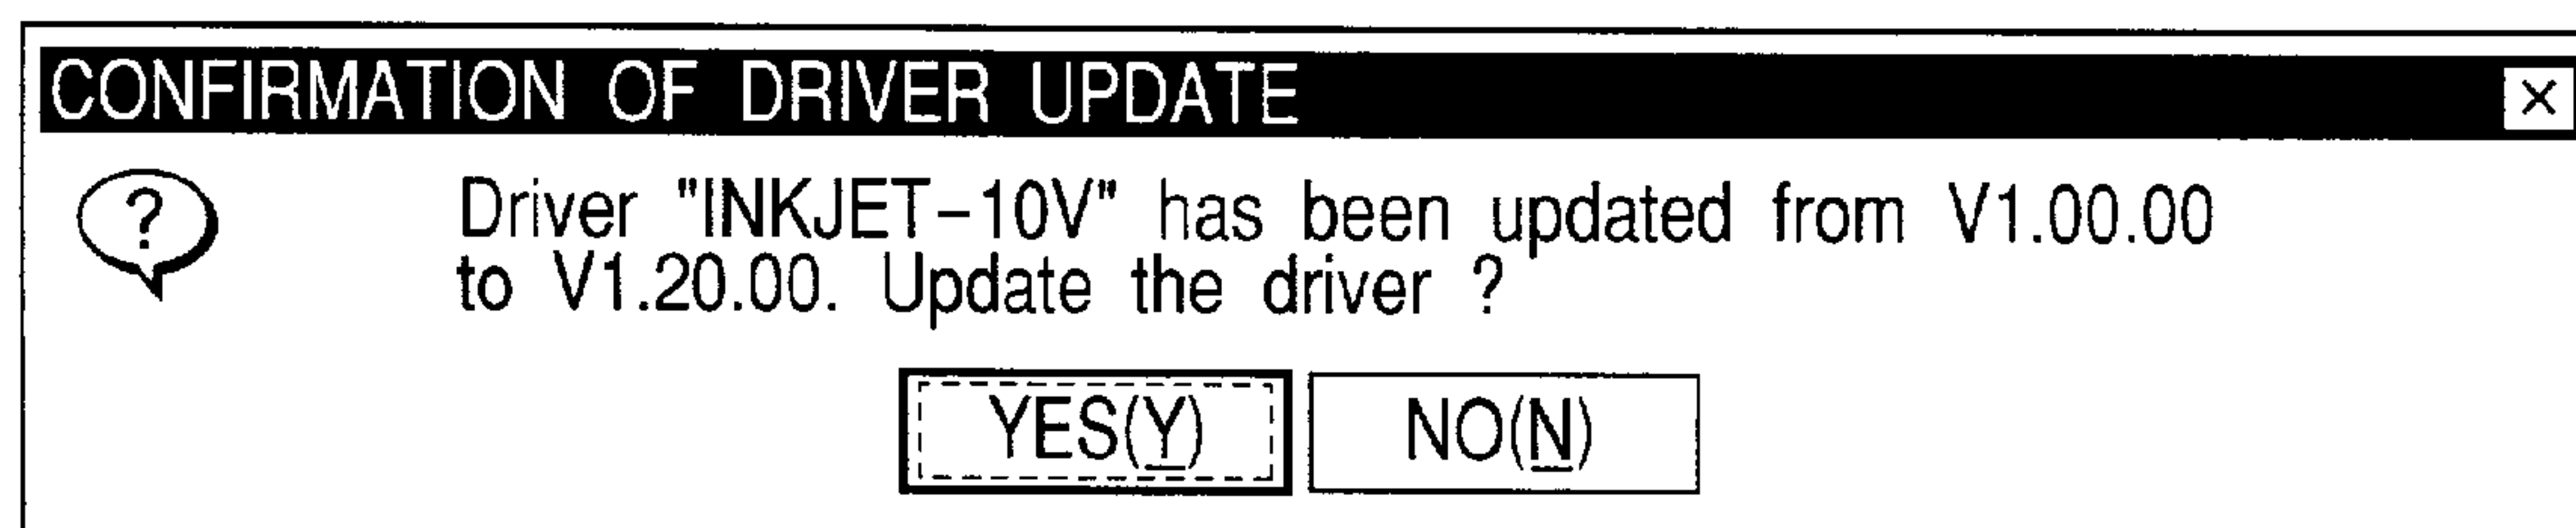 CONFIRMATION OF DRIVER UPDATE ×
? Driver "INKJET-10V" has been updated from V1.00.00
to V1.20.00. Update the driver ?
YES(Y) NO(N)